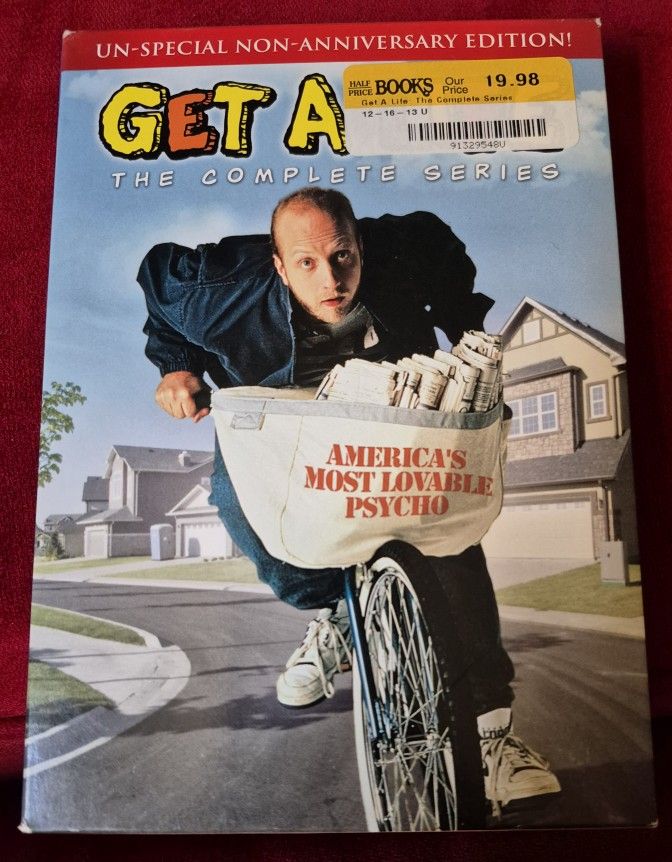 UN-SPECIAL NON-ANNIVERSARY EDITION!
GET A
HALF PRICE BOOKS Our Price 19.98
Get A Life: The Complete Series
12-16-13 U
91329548U
THE COMPLETE SERIES
AMERICA'S
MOST LOVABLE
PSYCHO